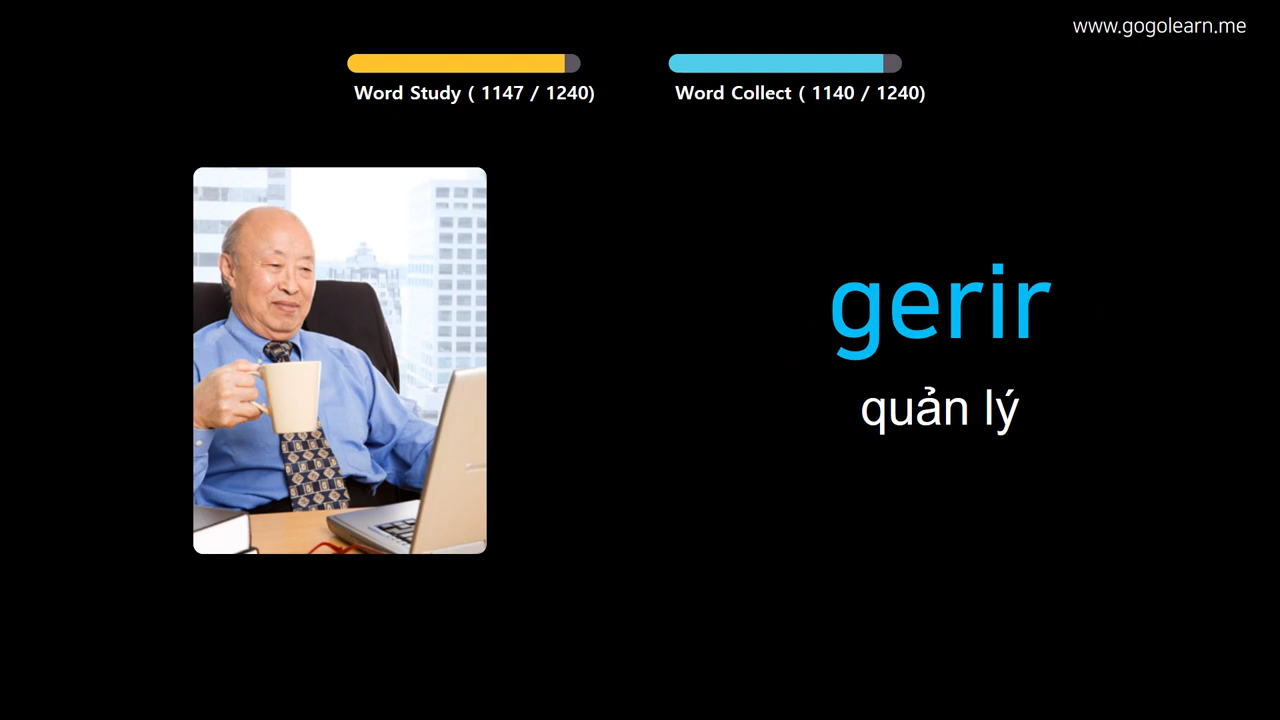 www.gogolearn.me
Word Study ( 1147 / 1240)
Word Collect ( 1140 / 1240)
gerir
quản lý